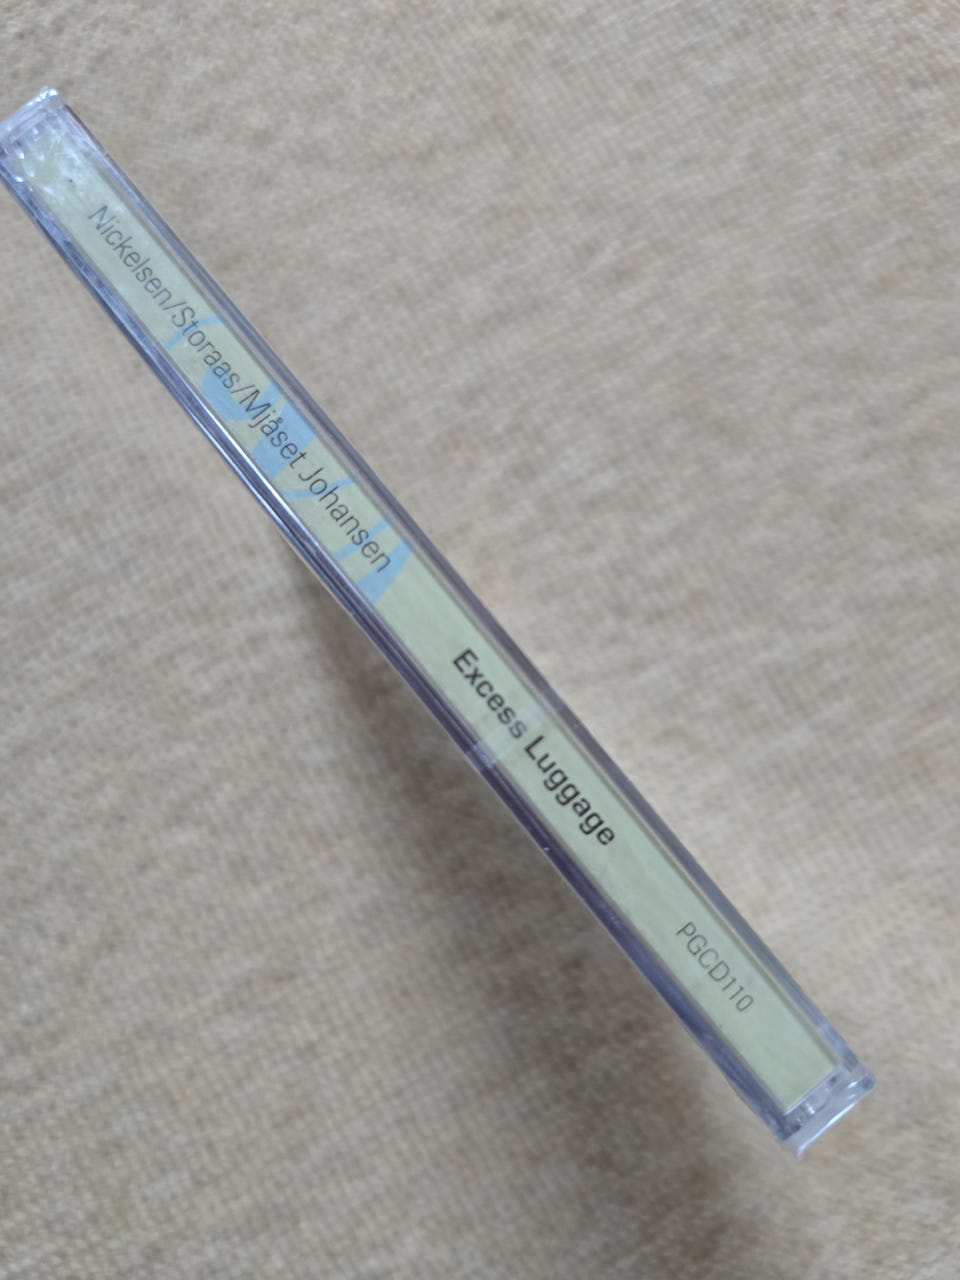 Nickelsen/Storaas/Mjåset Johansen
Excess Luggage
PGCD110